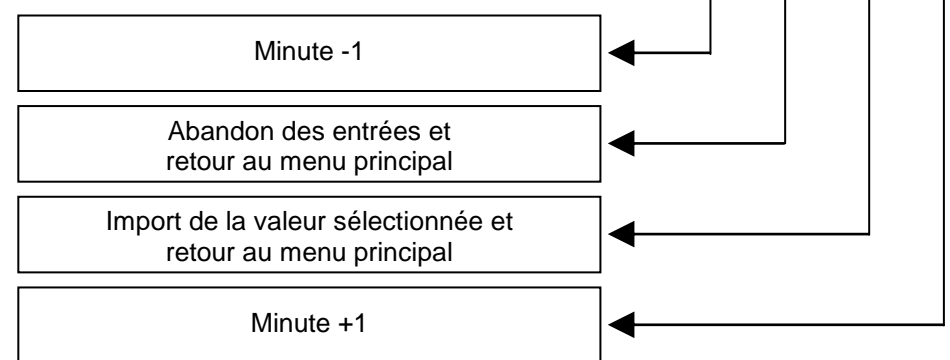 Minute -1
Abandon des entrées et
retour au menu principal
Import de la valeur sélectionnée et
retour au menu principal
Minute +1